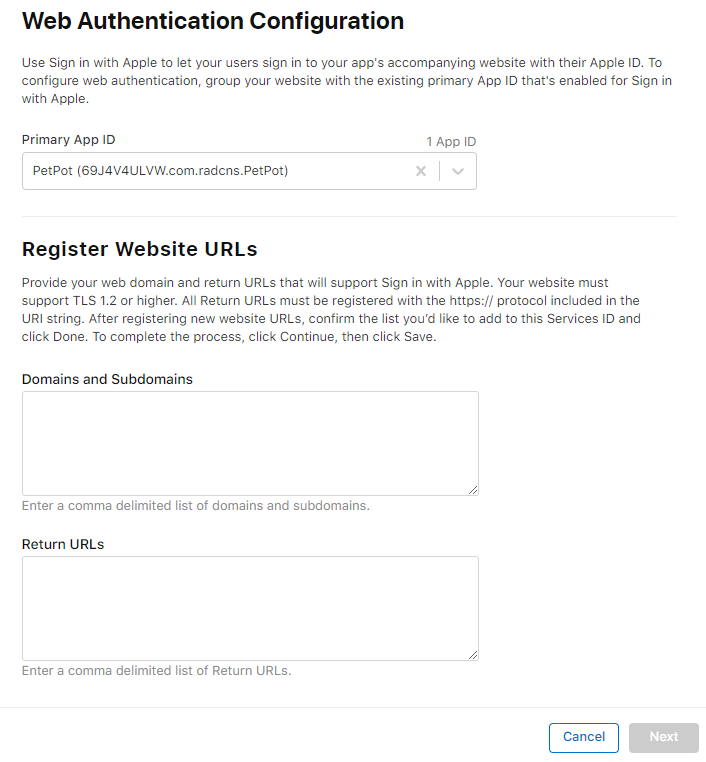 Web Authentication Configuration
Use Sign in with Apple to let your users sign in to your app's accompanying website with their Apple ID. To
configure web authentication, group your website with the existing primary App ID that's enabled for Sign in
with Apple.
Primary App ID
1 App ID
PetPot (69J4V4ULVW.com.radcns.PetPot)
Register Website URLs
Provide your web domain and return URLs that will support Sign in with Apple. Your website must
support TLS 1.2 or higher. All Return URLs must be registered with the https:// protocol included in the
URI string. After registering new website URLs, confirm the list you'd like to add to this Services ID and
click Done. To complete the process, click Continue, then click Save.
Domains and Subdomains
Enter a comma delimited list of domains and subdomains.
Return URLs
Enter a comma delimited list of Return URLs.
Cancel
Next